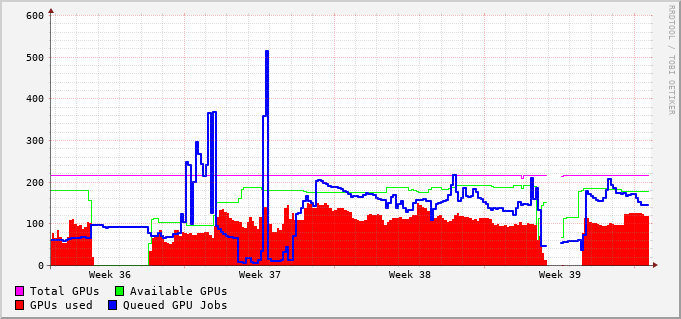 600
500
400
300
200
100
0
Week 36 Week 37 Week 38 Week 39
Total GPUs Available GPUs
GPUs used Queued GPU Jobs
RRDTOOL / TOBI OETIKER